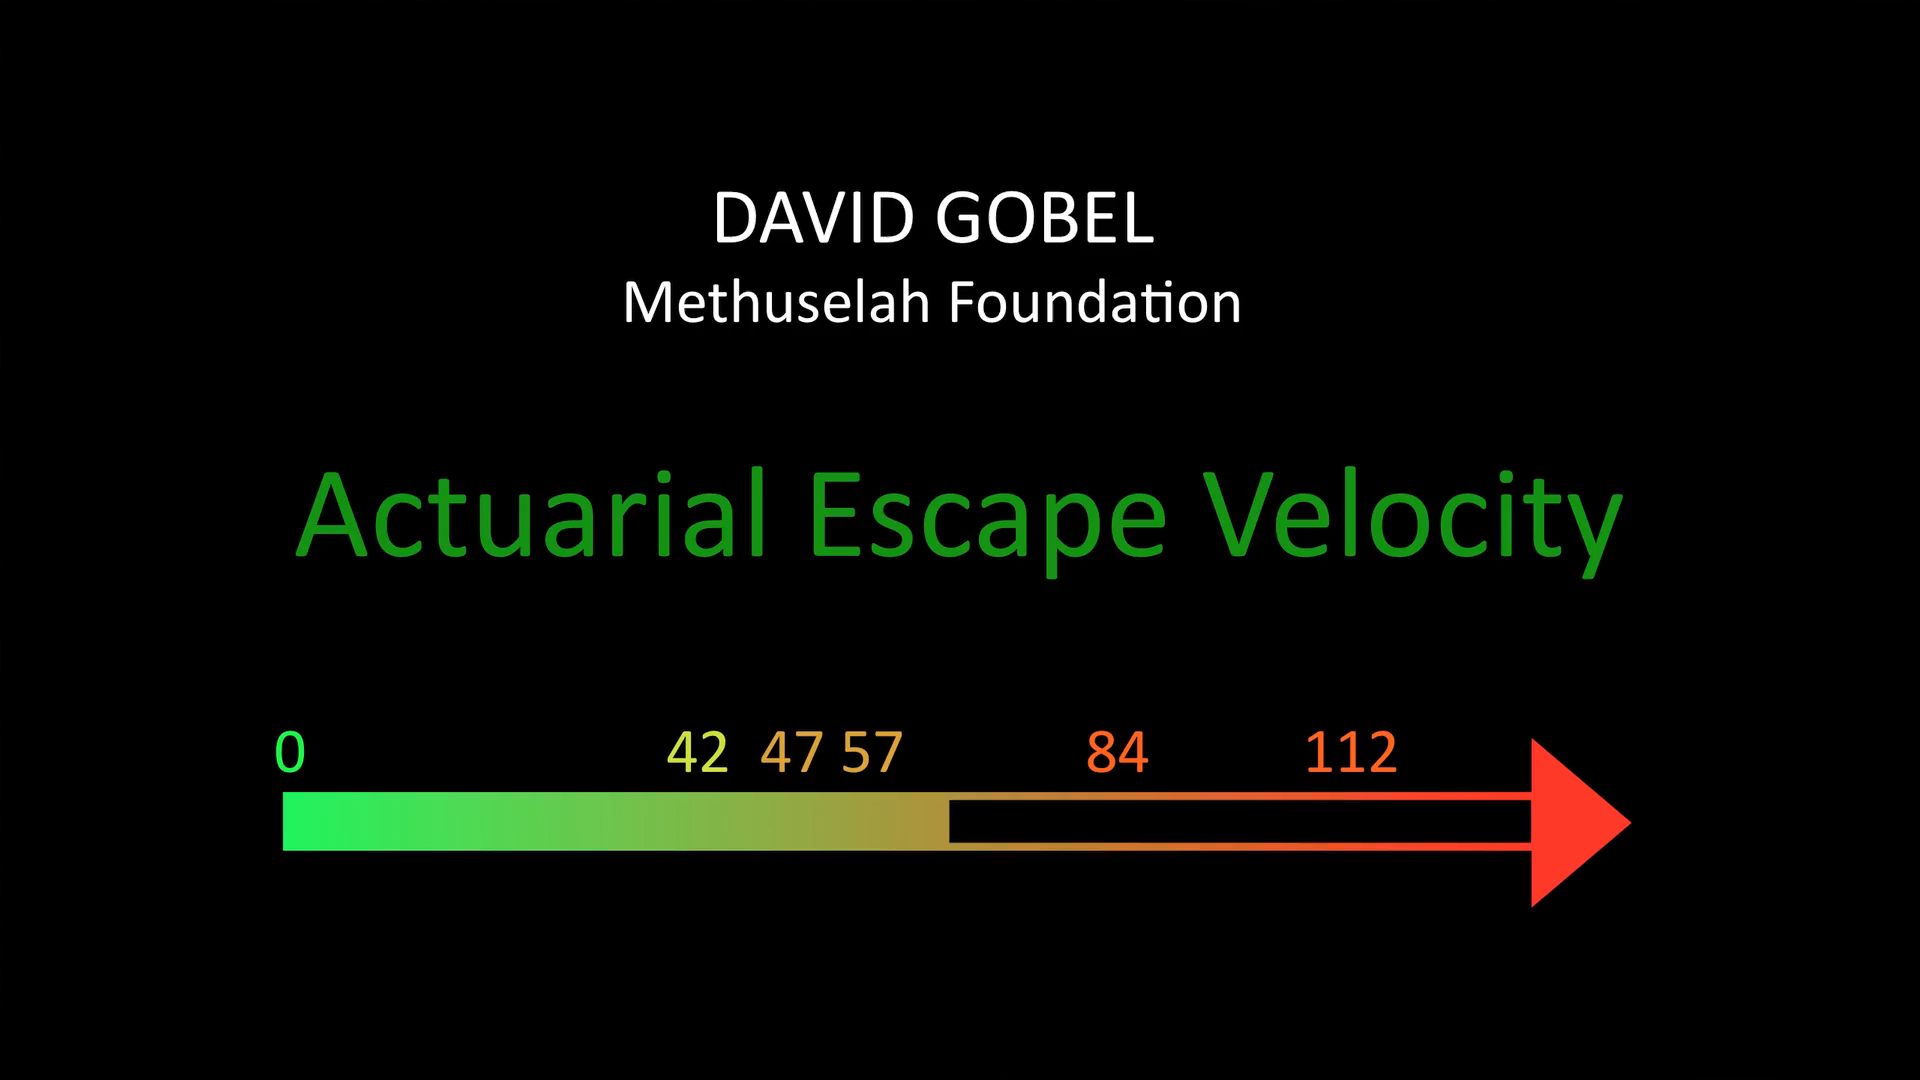 DAVID GOBEL
Methuselah Foundation
Actuarial Escape Velocity
0 42 47 57 84 112